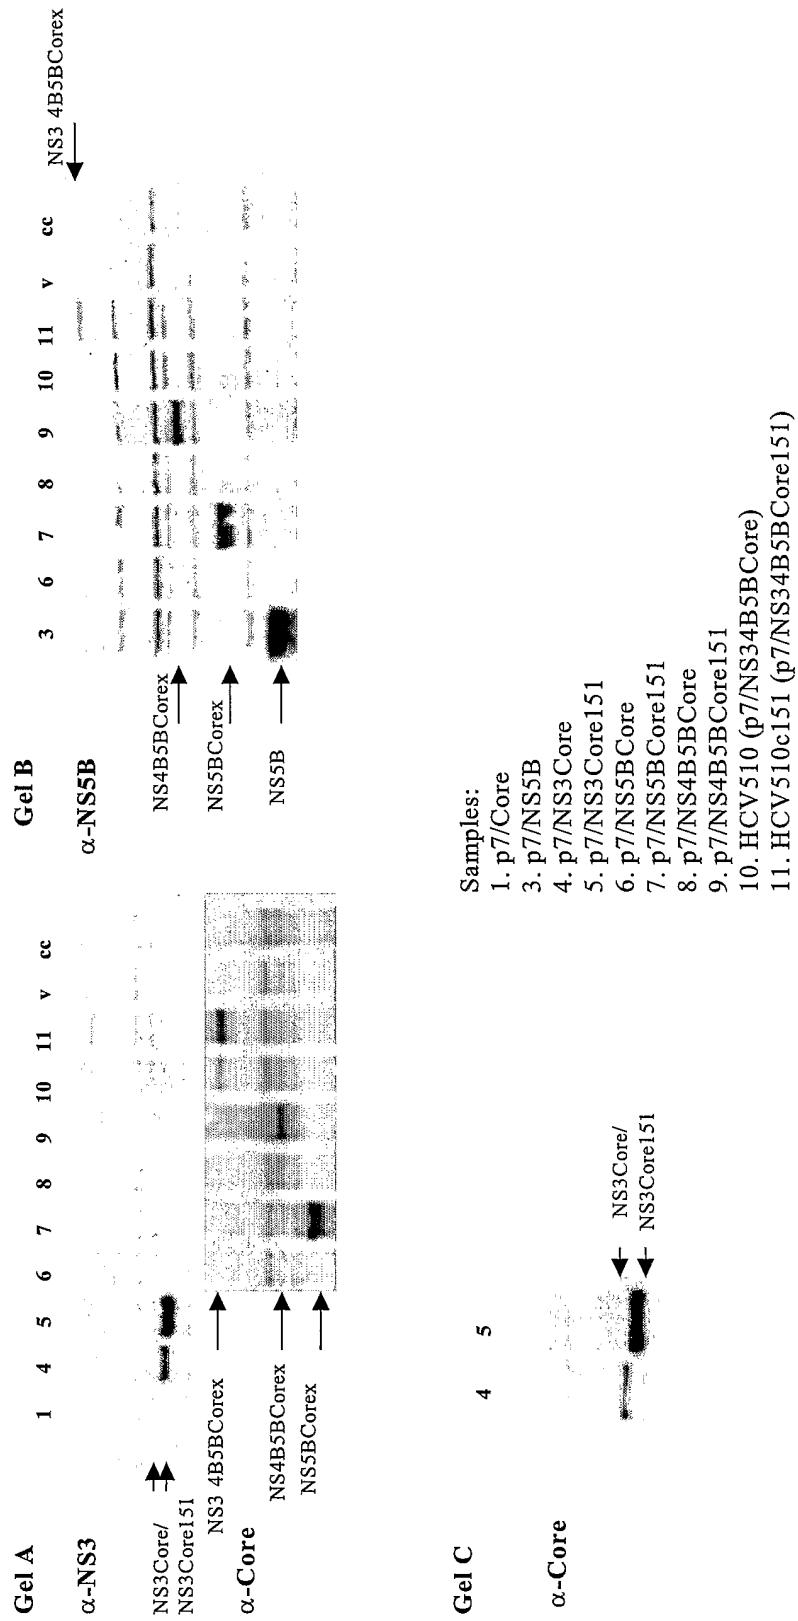 Gel A
α-NS3
1 4 5 6 7 8 9 10 11 v cc
NS3Core/
NS3Core151
NS3 4B5BCorex
α-Core
NS4B5BCorex
NS5BCorex
Gel B
α-NS5B
3 6 7 8 9 10 11 v cc
NS3 4B5BCorex
NS4B5BCorex
NS5BCorex
NS5B
Gel C
4 5
α-Core
NS3Core/
NS3Core151
Samples:
1. p7/Core
3. p7/NS5B
4. p7/NS3Core
5. p7/NS3Core151
6. p7/NS5BCore
7. p7/NS5BCore151
8. p7/NS4B5BCore
9. p7/NS4B5BCore151
10. HCV510 (p7/NS34B5BCore)
11. HCV510c151 (p7/NS34B5BCore151)